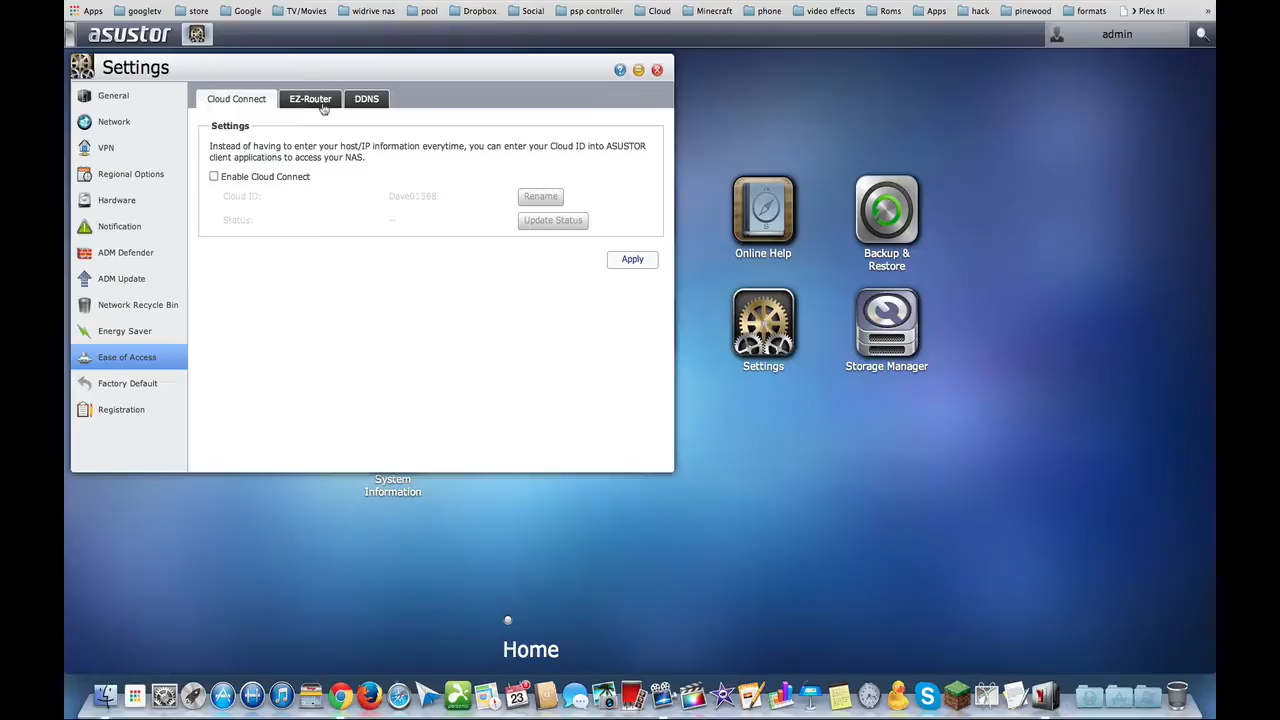 Apps googletv store Google TV/Movies widrive nas pool Dropbox Social psp controller Cloud Minecraft phone video effects Roms Apps hack pinewood formats > Plex It! »
asustor admin
Settings
General
Network
VPN
Regional Options
Hardware
Notification
ADM Defender
ADM Update
Network Recycle Bin
Energy Saver
Ease of Access
Factory Default
Registration
Cloud Connect EZ-Router DDNS
Settings
Instead of having to enter your host/IP information everytime, you can enter your Cloud ID into ASUSTOR
client applications to access your NAS.
Enable Cloud Connect
Cloud ID: Dave01568 Rename
Status: -- Update Status
Apply
Online Help
Backup &
Restore
Settings
Storage Manager
System
Information
Home
23